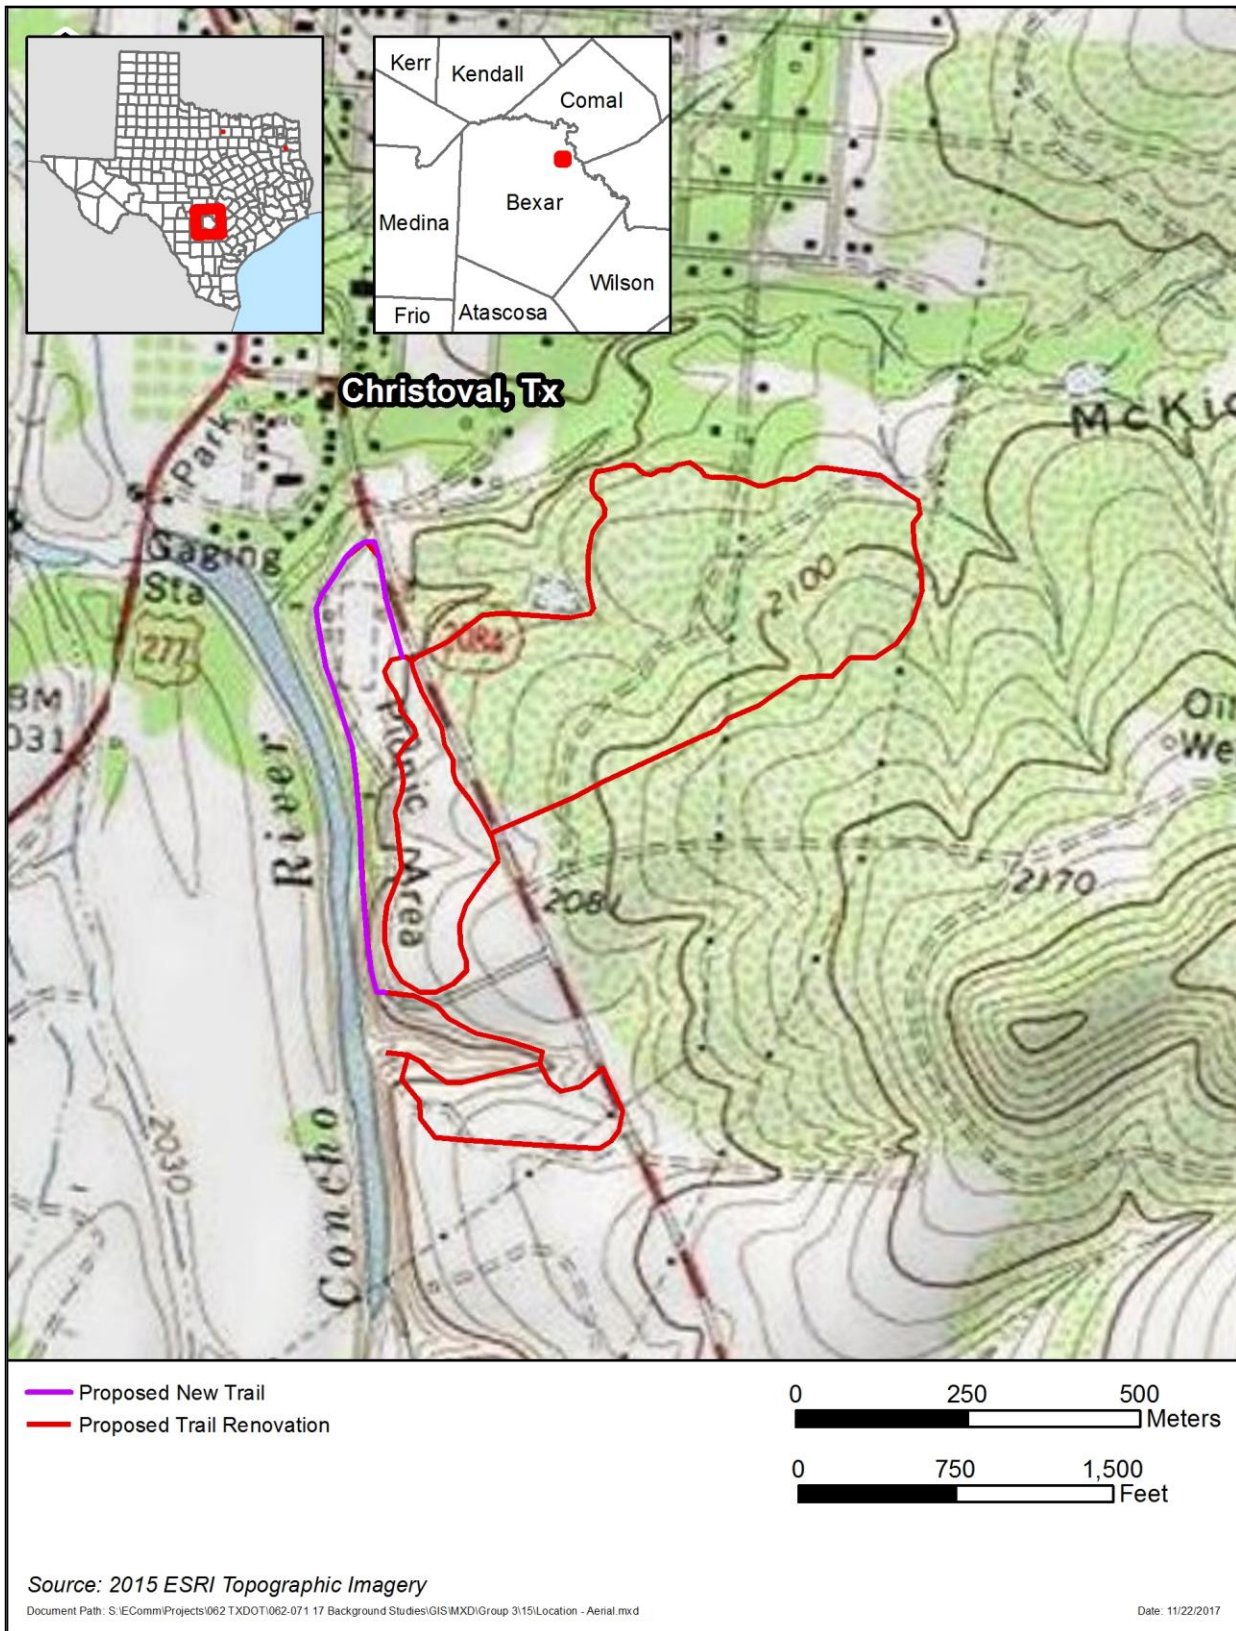 Kerr
Kendall
Comal
Bexar
Medina
Wilson
Frio
Atascosa
Christoval, Tx
Park
McKi
Gaging
Sta
277
2084
2100
BM
031
Picnic Area
River
Oil
We
2170
2081
2030
Concho
Proposed New Trail
Proposed Trail Renovation
0 250 500
Meters
0 750 1,500
Feet
Source: 2015 ESRI Topographic Imagery
Document Path: S:\EComm\Projects\062 TXDOT\062-071 17 Background Studies\GIS\MXD\Group 3\15\Location - Aerial.mxd
Date: 11/22/2017